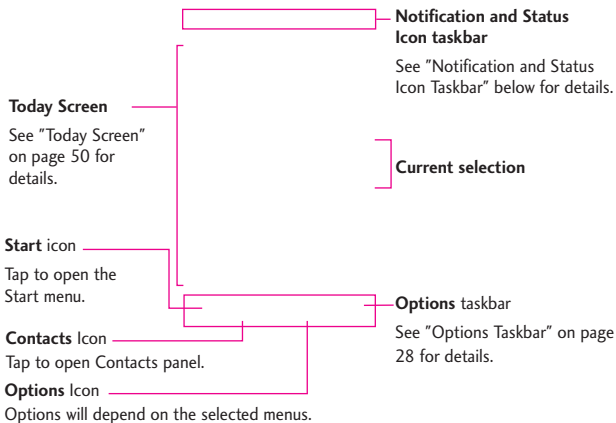 Notification and Status
Icon taskbar
See "Notification and Status
Icon Taskbar" below for details.
Today Screen
See "Today Screen"
on page 50 for
details.
Current selection
Start icon
Tap to open the
Start menu.
Options taskbar
See "Options Taskbar" on page
28 for details.
Contacts Icon
Tap to open Contacts panel.
Options Icon
Options will depend on the selected menus.